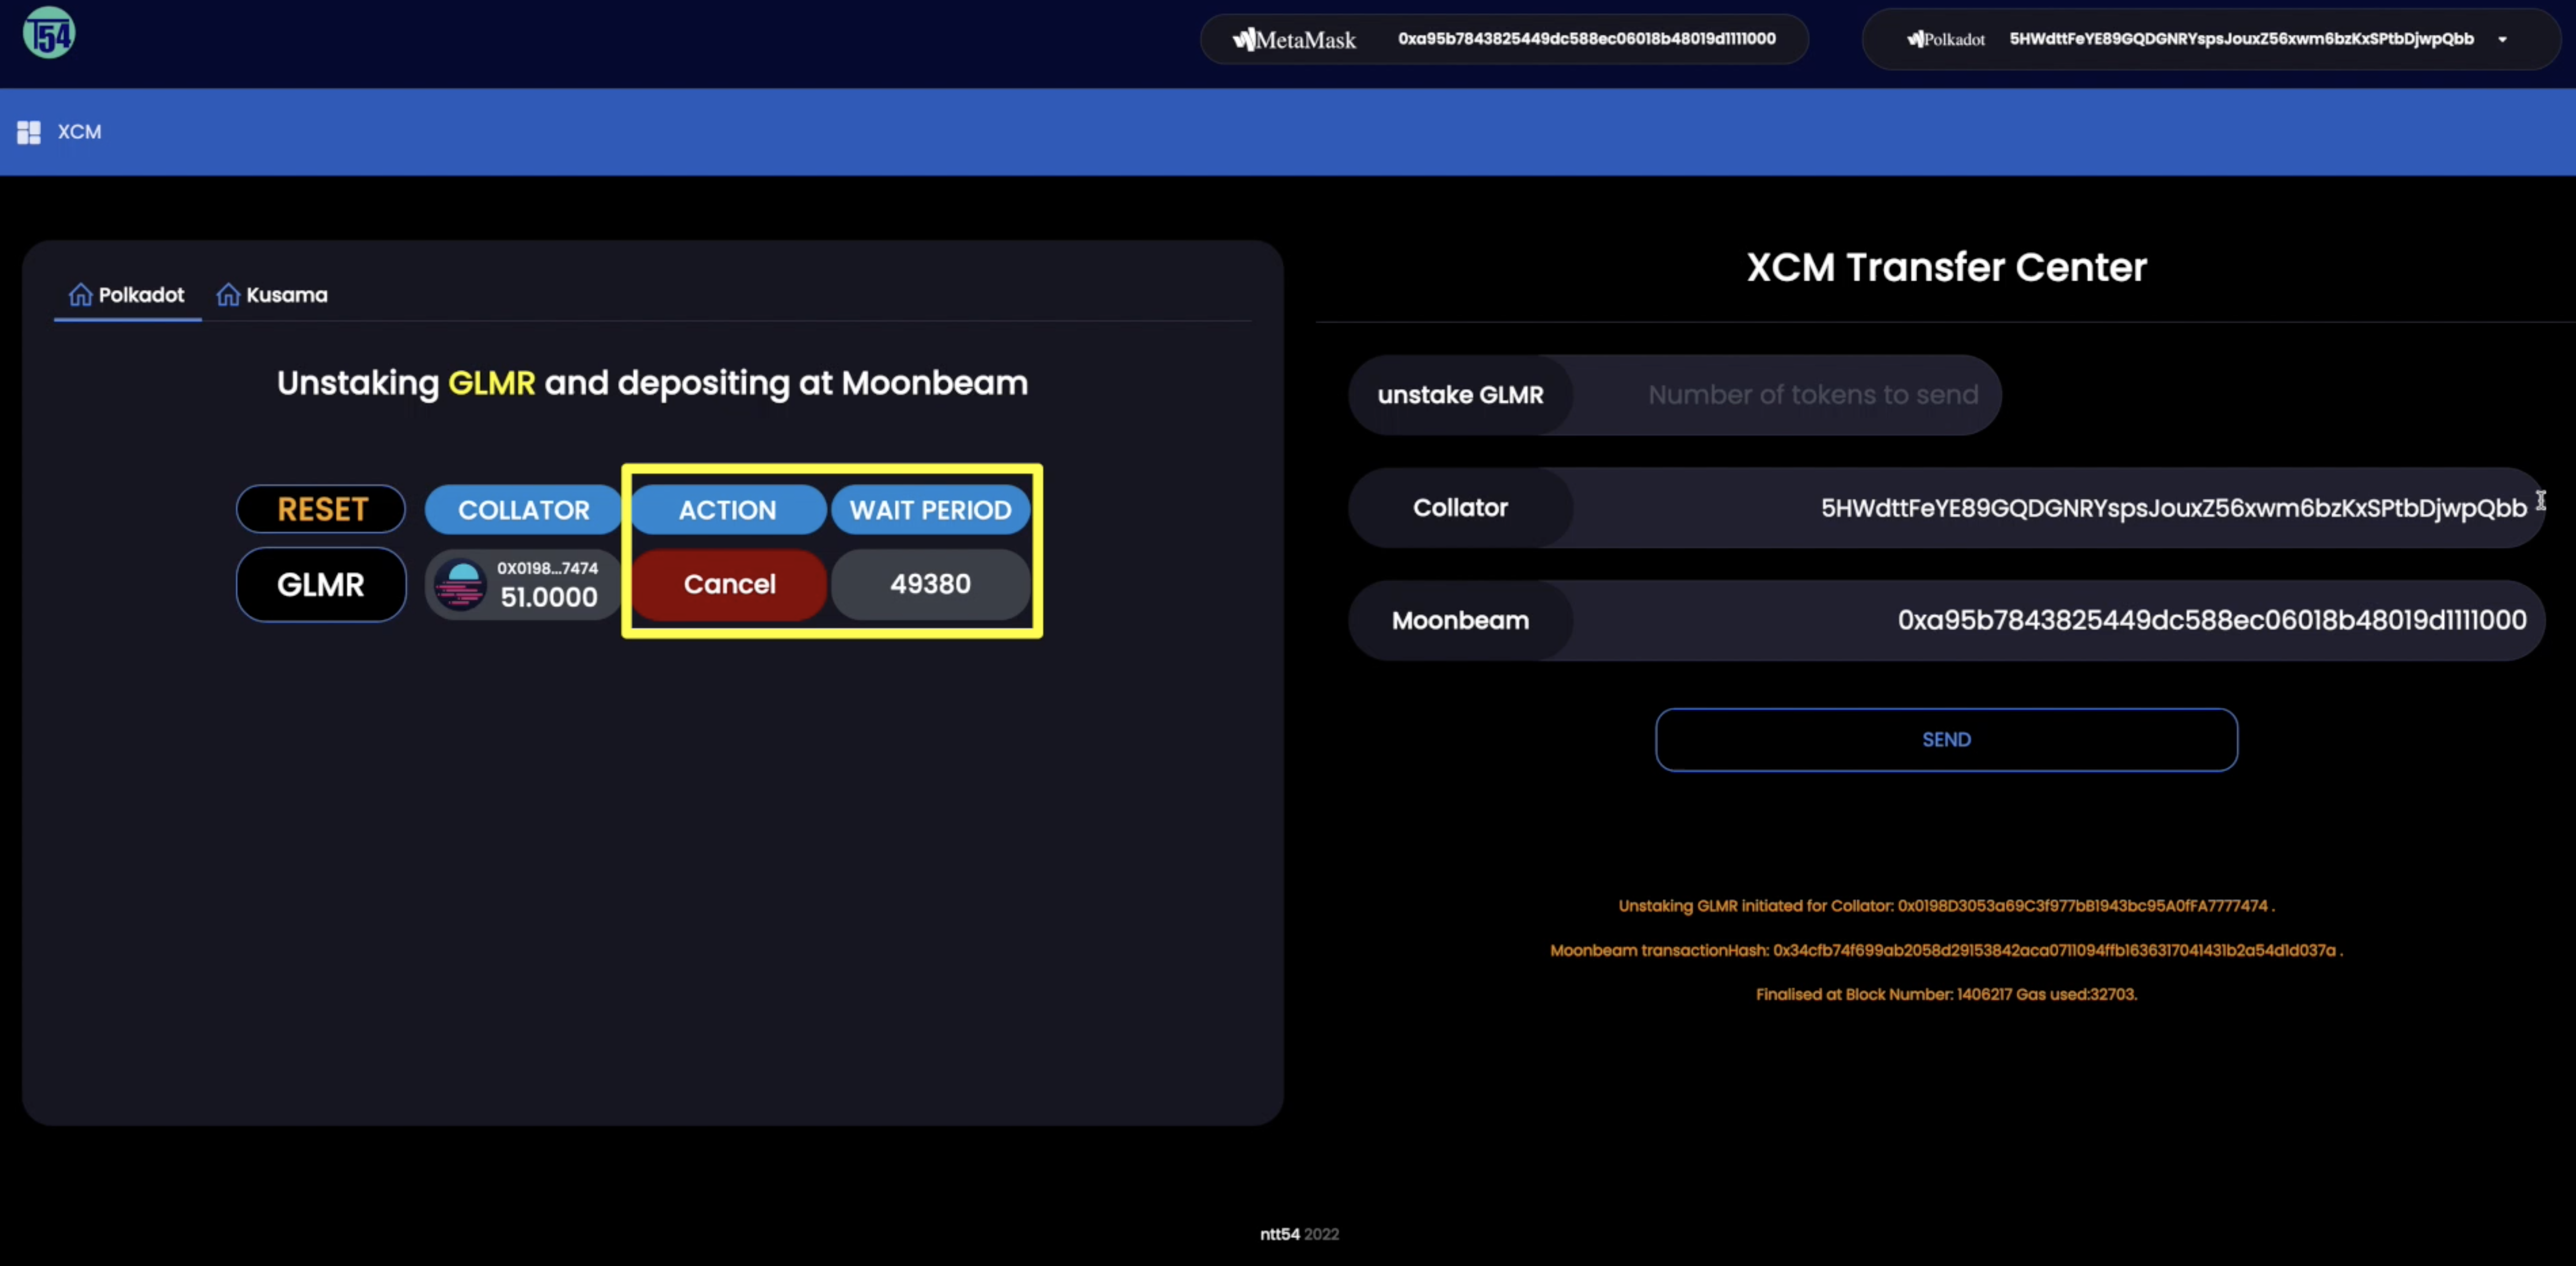 T54
MetaMask 0xa95b7843825449dc588ec06018b48019d1111000
Polkadot 5HWdttFeYE89GQDGNRYspsJouxZ56xwm6bzKxSPtbDjwpQbb
XCM
Polkadot Kusama
Unstaking GLMR and depositing at Moonbeam
RESET COLLATOR ACTION WAIT PERIOD
GLMR 0X0198...7474 51.0000 Cancel 49380
XCM Transfer Center
unstake GLMR Number of tokens to send
Collator 5HWdttFeYE89GQDGNRYspsJouxZ56xwm6bzKxSPtbDjwpQbb
Moonbeam 0xa95b7843825449dc588ec06018b48019d1111000
SEND
Unstaking GLMR initiated for Collator: 0x0198D3053a69C3f977bB1943bc95A0fFA7777474 .
Moonbeam transactionHash: 0x34cfb74f699ab2058d29153842aca0711094ffb1636317041431b2a54d1d037a .
Finalised at Block Number: 1406217 Gas used:32703.
ntt54 2022